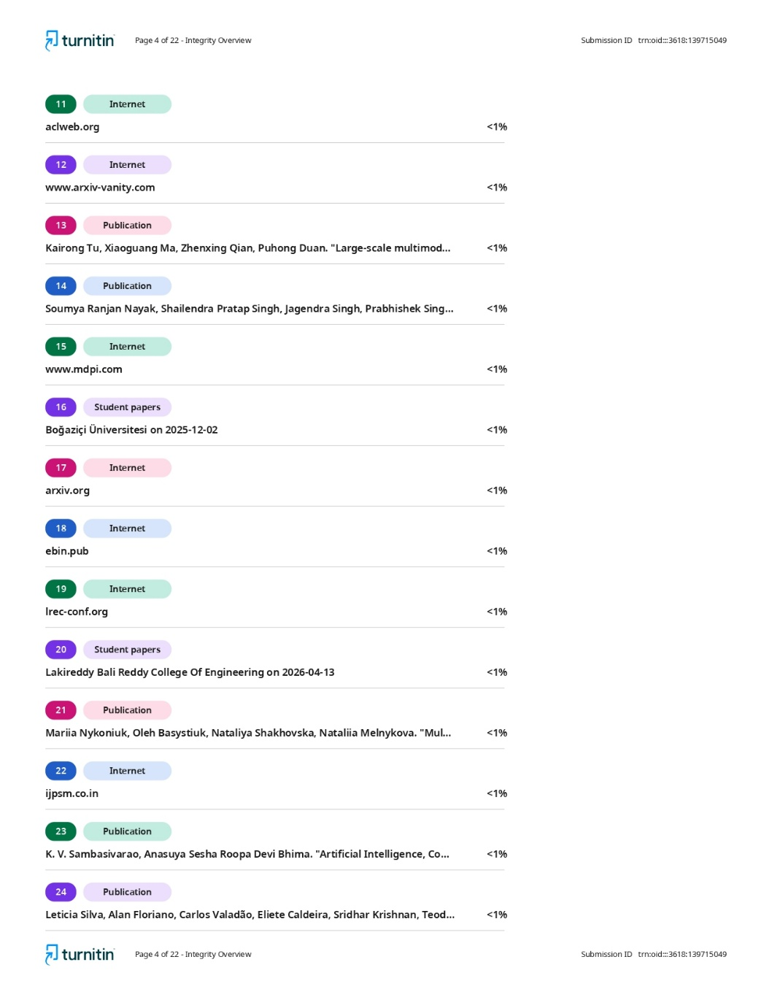 turnitin Page 4 of 22 - Integrity Overview Submission ID trn:oid:::3618:139715049
11 Internet
aclweb.org <1%
12 Internet
www.arxiv-vanity.com <1%
13 Publication
Kairong Tu, Xiaoguang Ma, Zhenxing Qian, Puhong Duan. "Large-scale multimod... <1%
14 Publication
Soumya Ranjan Nayak, Shailendra Pratap Singh, Jagendra Singh, Prabhishek Sing... <1%
15 Internet
www.mdpi.com <1%
16 Student papers
Boğaziçi Üniversitesi on 2025-12-02 <1%
17 Internet
arxiv.org <1%
18 Internet
ebin.pub <1%
19 Internet
lrec-conf.org <1%
20 Student papers
Lakireddy Bali Reddy College Of Engineering on 2026-04-13 <1%
21 Publication
Mariia Nykoniuk, Oleh Basystiuk, Nataliya Shakhovska, Nataliia Melnykova. "Mul... <1%
22 Internet
ijpsm.co.in <1%
23 Publication
K. V. Sambasivarao, Anasuya Sesha Roopa Devi Bhima. "Artificial Intelligence, Co... <1%
24 Publication
Leticia Silva, Alan Floriano, Carlos Valadão, Eliete Caldeira, Sridhar Krishnan, Teod... <1%
turnitin Page 4 of 22 - Integrity Overview Submission ID trn:oid:::3618:139715049